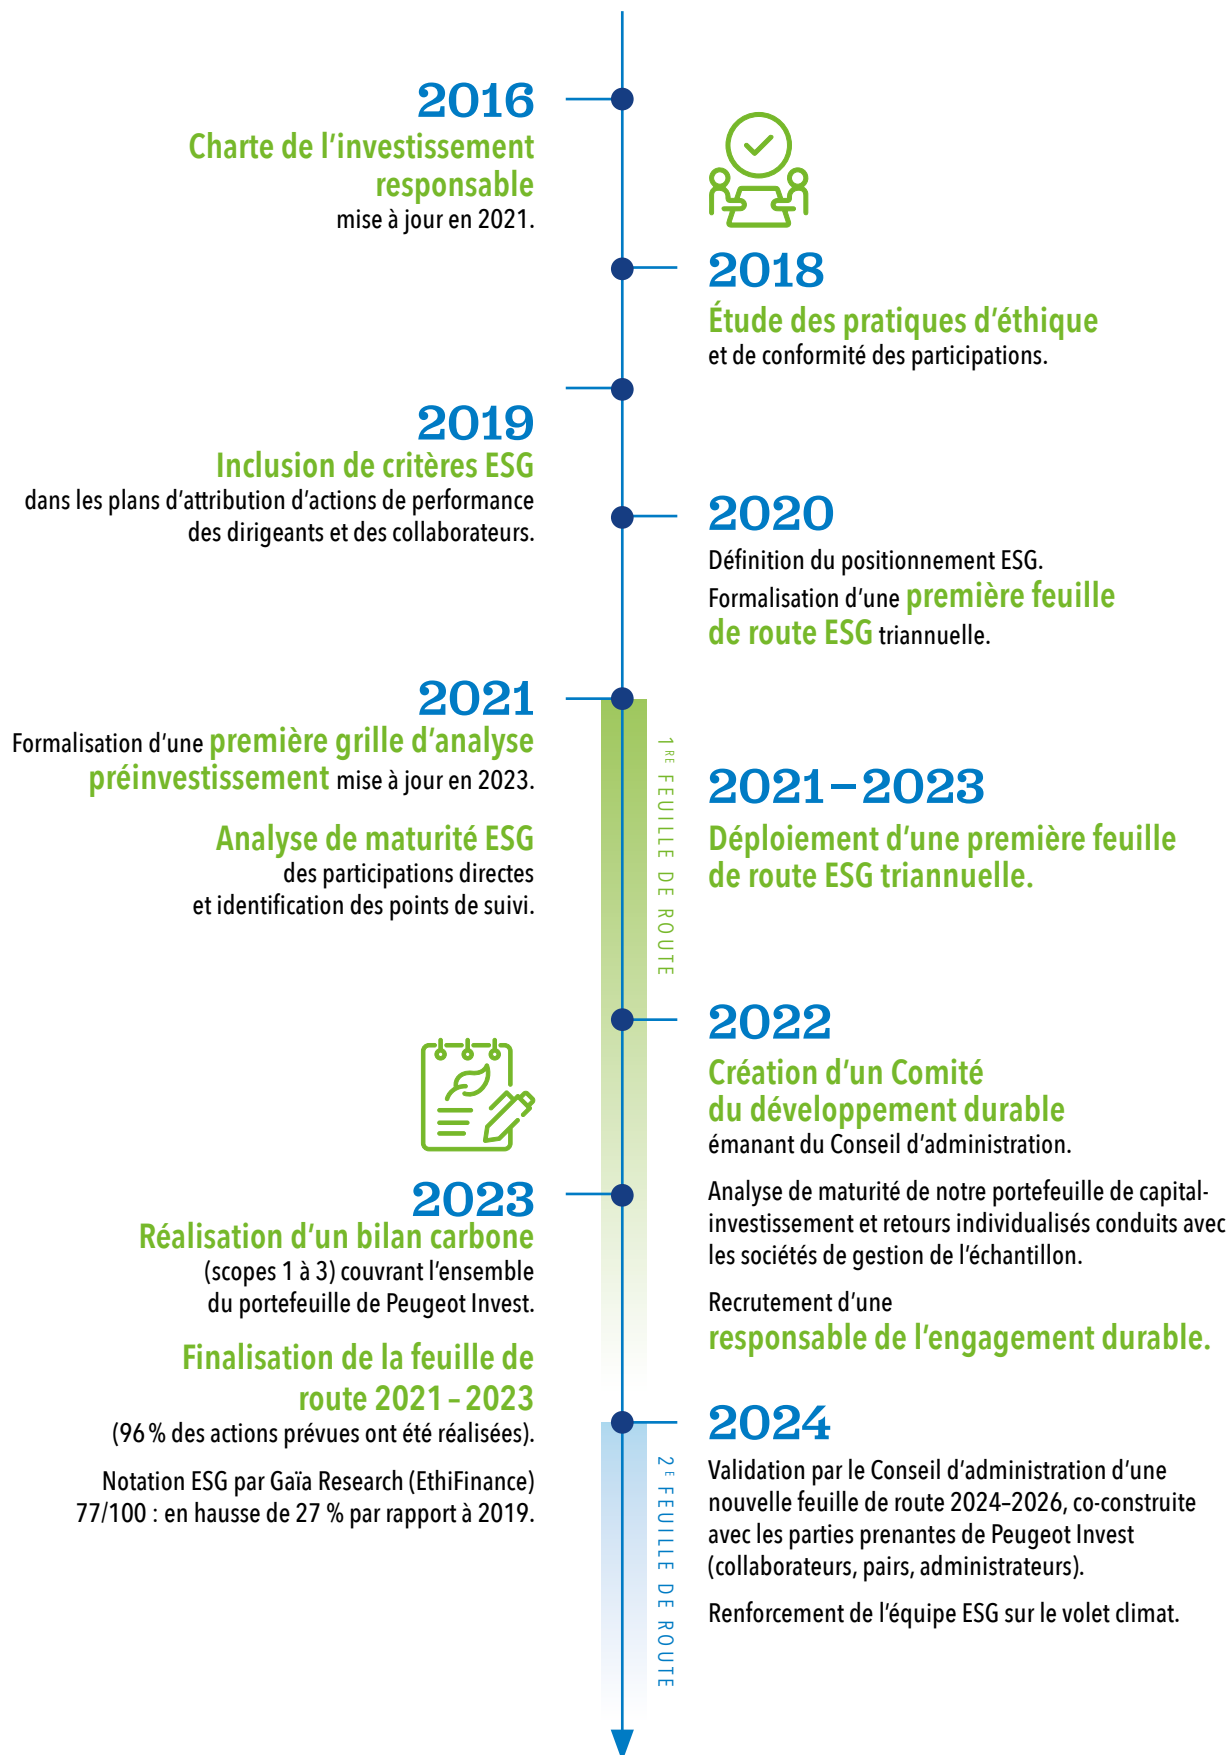 2016
Charte de l’investissement
responsable
mise à jour en 2021.
2018
Étude des pratiques d’éthique
et de conformité des participations.
2019
Inclusion de critères ESG
dans les plans d’attribution d’actions de performance
des dirigeants et des collaborateurs.
2020
Définition du positionnement ESG.
Formalisation d’une première feuille
de route ESG triannuelle.
2021
Formalisation d’une première grille d’analyse
préinvestissement mise à jour en 2023.
Analyse de maturité ESG
des participations directes
et identification des points de suivi.
1RE FEUILLE DE ROUTE
2021–2023
Déploiement d’une première feuille
de route ESG triannuelle.
2022
Création d’un Comité
du développement durable
émanant du Conseil d’administration.
Analyse de maturité de notre portefeuille de capital-
investissement et retours individualisés conduits avec
les sociétés de gestion de l’échantillon.
Recrutement d’une
responsable de l’engagement durable.
2023
Réalisation d’un bilan carbone
(scopes 1 à 3) couvrant l’ensemble
du portefeuille de Peugeot Invest.
Finalisation de la feuille de
route 2021 – 2023
(96 % des actions prévues ont été réalisées).
Notation ESG par Gaïa Research (EthiFinance)
77/100 : en hausse de 27 % par rapport à 2019.
2024
Validation par le Conseil d’administration d’une
nouvelle feuille de route 2024–2026, co-construite
avec les parties prenantes de Peugeot Invest
(collaborateurs, pairs, administrateurs).
Renforcement de l’équipe ESG sur le volet climat.
2E FEUILLE DE ROUTE